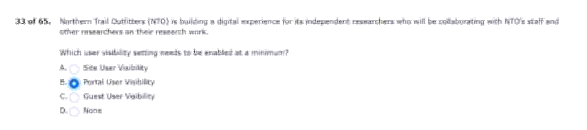 33 of 65. Northern Trail Outfitters (NTO) is building a digital experience for its independent researchers who will be collaborating with NTO's staff and
other researchers on their research work.
Which user visibility setting needs to be enabled at a minimum?
A. Site User Visibility
B. Portal User Visibility
C. Guest User Visibility
D. None